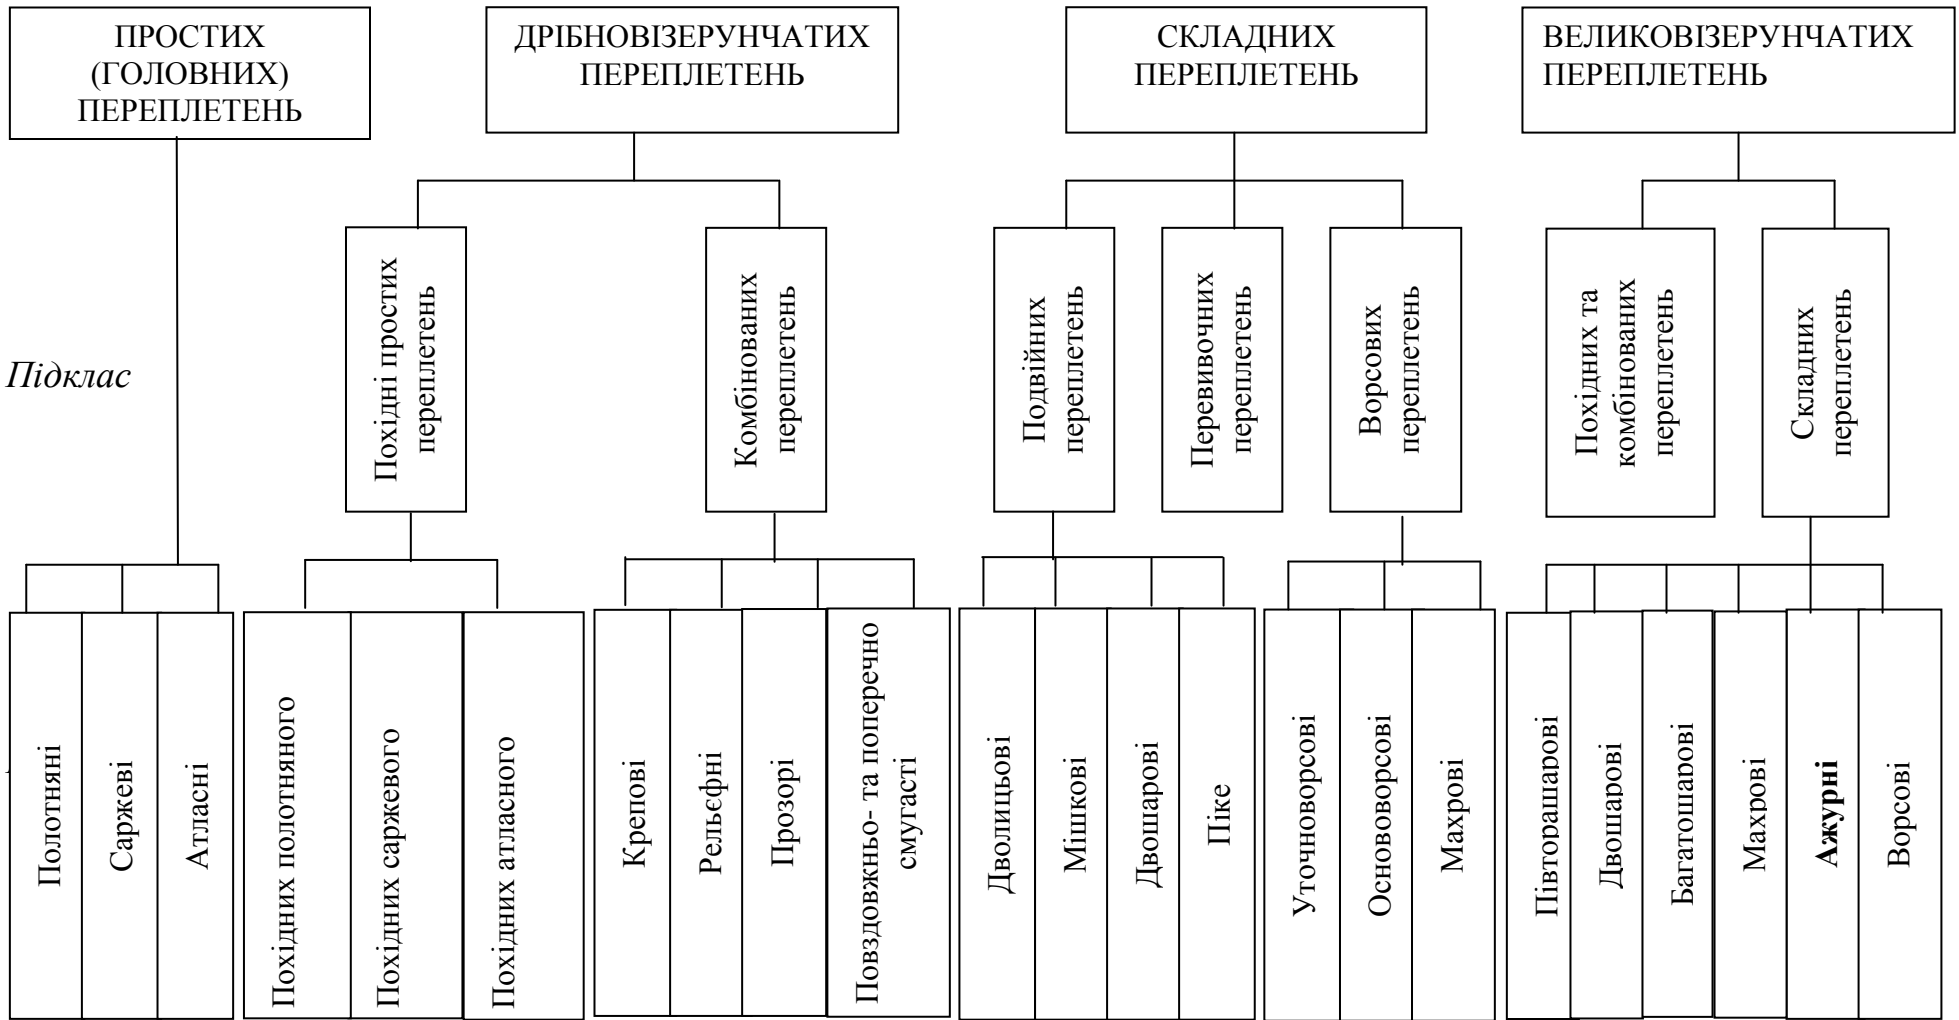 ПРОСТИХ
(ГОЛОВНИХ)
ПЕРЕПЛЕТЕНЬ
ДРІБНОВІЗЕРУНЧАТИХ
ПЕРЕПЛЕТЕНЬ
СКЛАДНИХ
ПЕРЕПЛЕТЕНЬ
ВЕЛИКОВІЗЕРУНЧАТИХ
ПЕРЕПЛЕТЕНЬ
Підклас
Похідні простих
переплетень
Комбінованих
переплетень
Подвійних
переплетень
Перевивочних
переплетень
Ворсових
переплетень
Похідних та
комбінованих
переплетень
Складних
переплетень
Полотняні
Саржеві
Атласні
Похідних полотняного
Похідних саржевого
Похідних атласного
Крепові
Рельєфні
Прозорі
Повздовжньо- та поперечно
смугасті
Дволицьові
Мішкові
Двошарові
Піке
Уточноворсові
Основоворсові
Махрові
Півторашарові
Двошарові
Багатошарові
Махрові
Ажурні
Ворсові